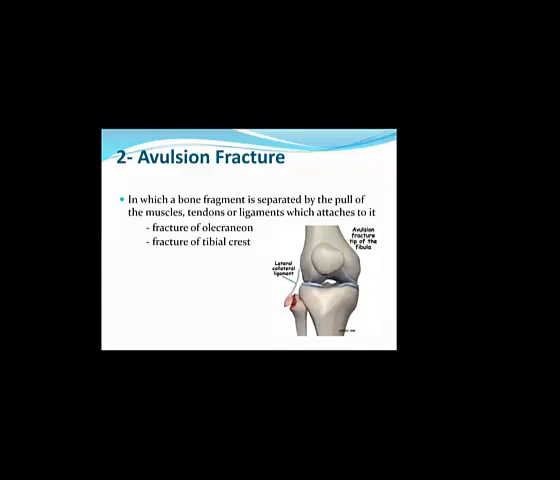 2- Avulsion Fracture
In which a bone fragment is separated by the pull of
the muscles, tendons or ligaments which attaches to it
- fracture of olecraneon
- fracture of tibial crest
Avulsion
fracture
tip of the
fibula
Lateral
collateral
ligament